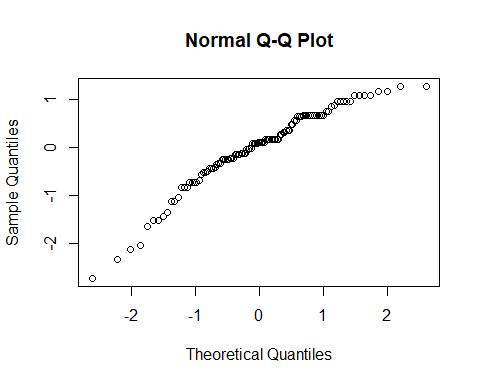 Normal Q-Q Plot
1
0
-1
-2
Sample Quantiles
-2 -1 0 1 2
Theoretical Quantiles